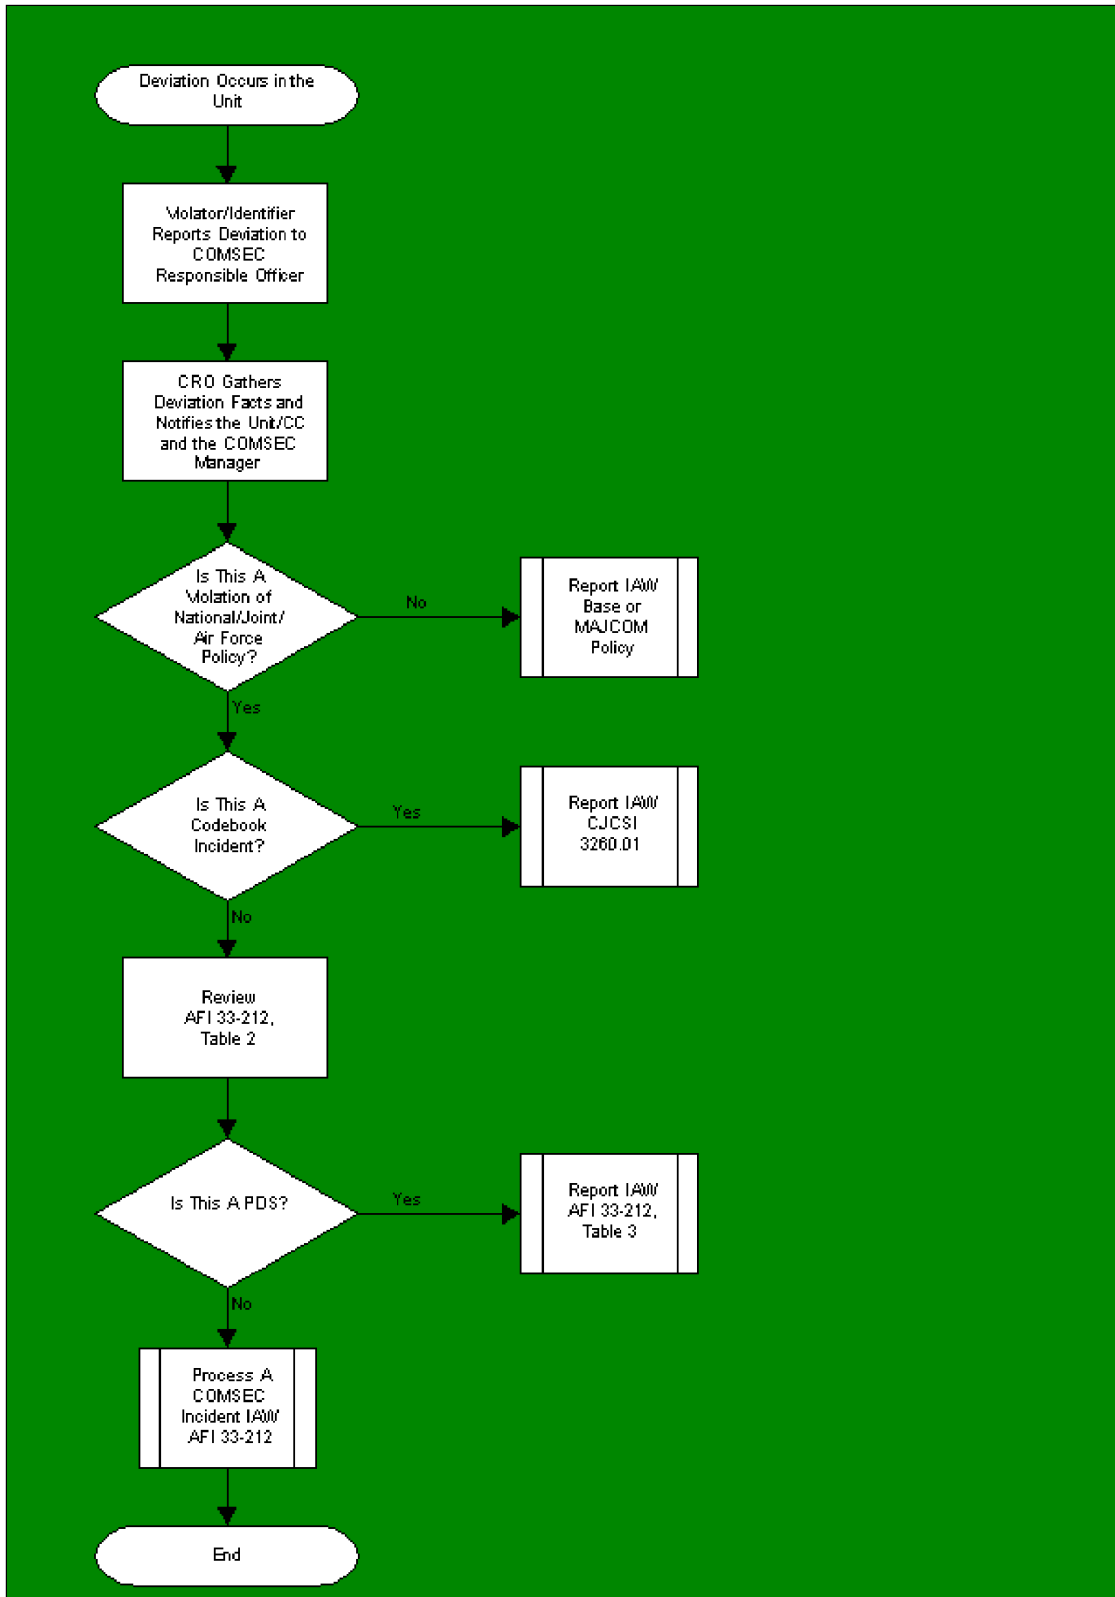 Deviation Occurs in the
Unit
Violator/Identifier
Reports Deviation to
COMSEC
Responsible Officer
CRO Gathers
Deviation Facts and
Notifies the Unit/CC
and the COMSEC
Manager
Is This A
Violation of
National/Joint/
Air Force
Policy?
No
Report IAW
Base or
MAJCOM
Policy
Yes
Is This A
Codebook
Incident?
Yes
Report IAW
CJCSI
3260.01
No
Review
AFI 33-212,
Table 2
Is This A PDS?
Yes
Report IAW
AFI 33-212,
Table 3
No
Process A
COMSEC
Incident IAW
AFI 33-212
End